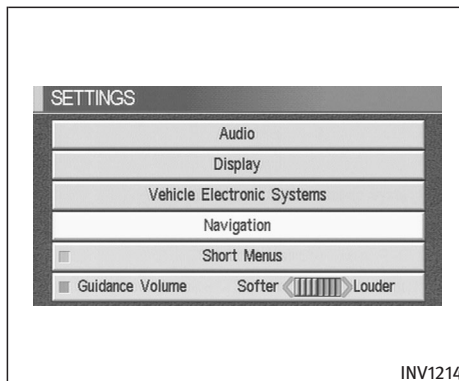 SETTINGS
Audio
Display
Vehicle Electronic Systems
Navigation
Short Menus
Guidance Volume Softer Louder
INV1214